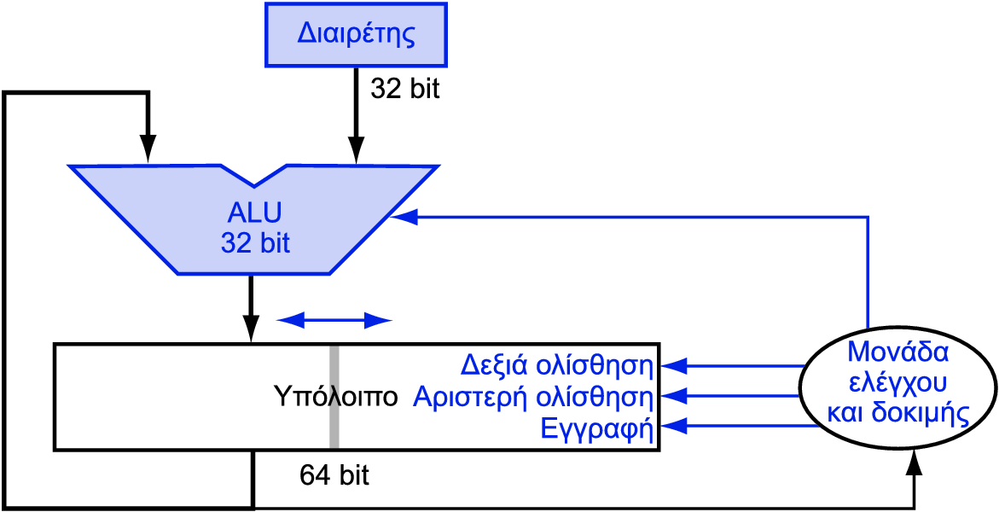 Διαιρέτης
32 bit
ALU
32 bit
Υπόλοιπο
Δεξιά ολίσθηση
Αριστερή ολίσθηση
Εγγραφή
64 bit
Μονάδα
ελέγχου
και δοκιμής